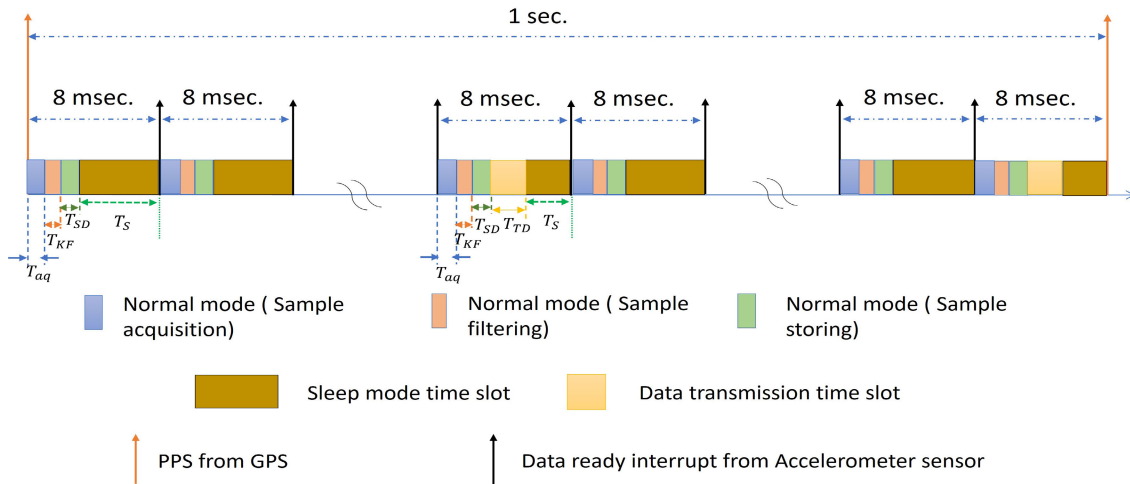 1 sec.
8 msec.
8 msec.
8 msec.
8 msec.
8 msec.
8 msec.
T_SD
T_S
T_KF
T_aq
T_SD
T_TD
T_S
T_KF
T_aq
Normal mode ( Sample
acquisition)
Normal mode ( Sample
filtering)
Normal mode ( Sample
storing)
Sleep mode time slot
Data transmission time slot
PPS from GPS
Data ready interrupt from Accelerometer sensor